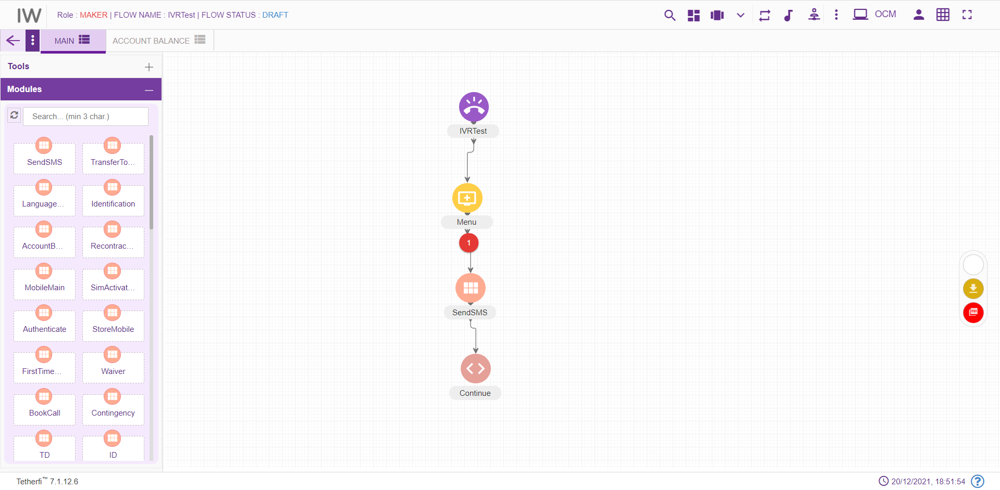 IW Role : MAKER | FLOW NAME : IVRTest | FLOW STATUS : DRAFT OCM
MAIN ACCOUNT BALANCE
Tools
Modules
Search... (min 3 char.)
SendSMS TransferTo...
Language... Identification
AccountB... Recontrac...
MobileMain SimActivat...
Authenticate StoreMobile
FirstTime... Waiver
BookCall Contingency
TD ID
IVRTest
Menu
1
SendSMS
Continue
PDF
Tetherfi™ 7.1.12.6 20/12/2021, 18:51:54 ?